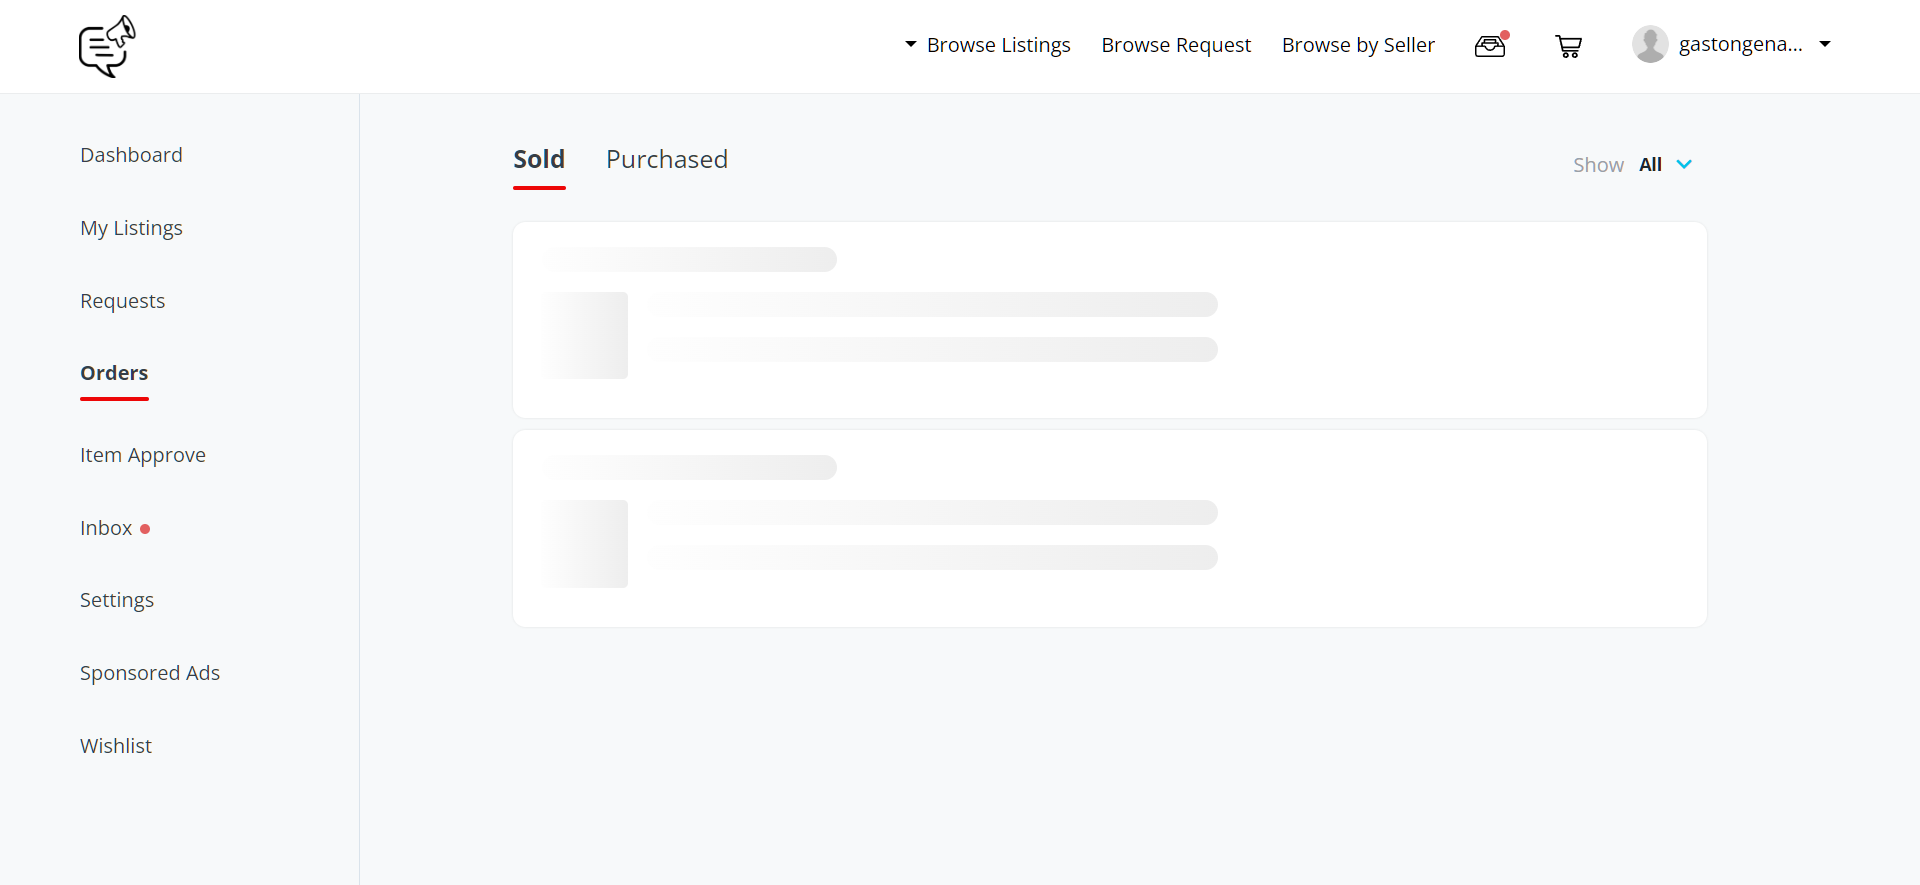 Browse Listings
Browse Request
Browse by Seller
gastongena...
Dashboard
My Listings
Requests
Orders
Item Approve
Inbox
Settings
Sponsored Ads
Wishlist
Sold
Purchased
Show All